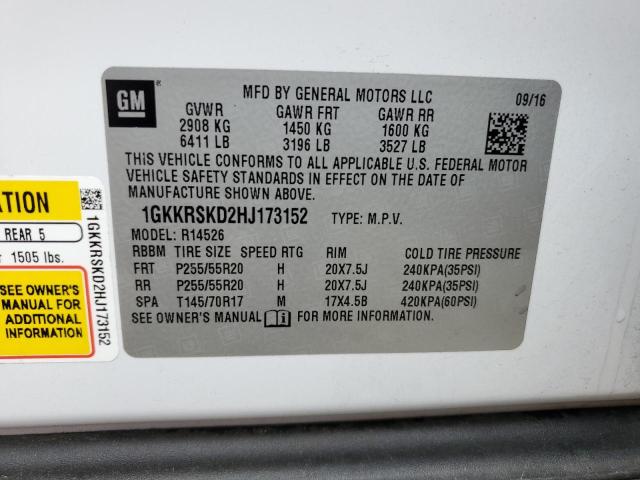 GM
MFD BY GENERAL MOTORS LLC 09/16
GVWR GAWR FRT GAWR RR
2908 KG 1450 KG 1600 KG
6411 LB 3196 LB 3527 LB
THIS VEHICLE CONFORMS TO ALL APPLICABLE U.S. FEDERAL MOTOR
VEHICLE SAFETY STANDARDS IN EFFECT ON THE DATE OF
MANUFACTURE SHOWN ABOVE.
1GKKRSKD2HJ173152 TYPE: M.P.V.
MODEL: R14526
RBBM TIRE SIZE SPEED RTG RIM COLD TIRE PRESSURE
FRT P255/55R20 H 20X7.5J 240KPA(35PSI)
RR P255/55R20 H 20X7.5J 240KPA(35PSI)
SPA T145/70R17 M 17X4.5B 420KPA(60PSI)
SEE OWNER'S MANUAL FOR MORE INFORMATION.
REAR 5
1505 lbs.
SEE OWNER'S
MANUAL FOR
ADDITIONAL
INFORMATION
1GKKRSKD2HJ173152